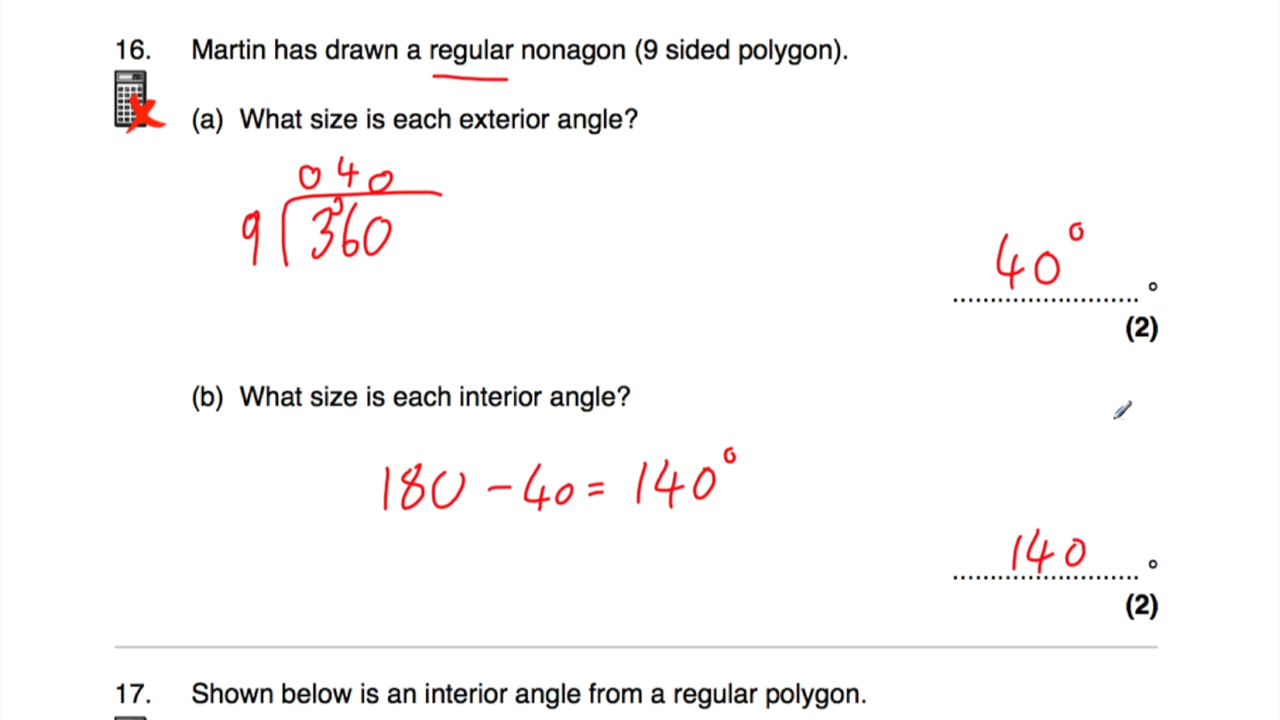 16. Martin has drawn a regular nonagon (9 sided polygon).
(a) What size is each exterior angle?
040
9 360
40°
°
(2)
(b) What size is each interior angle?
180 - 40 = 140°
140 °
(2)
17. Shown below is an interior angle from a regular polygon.